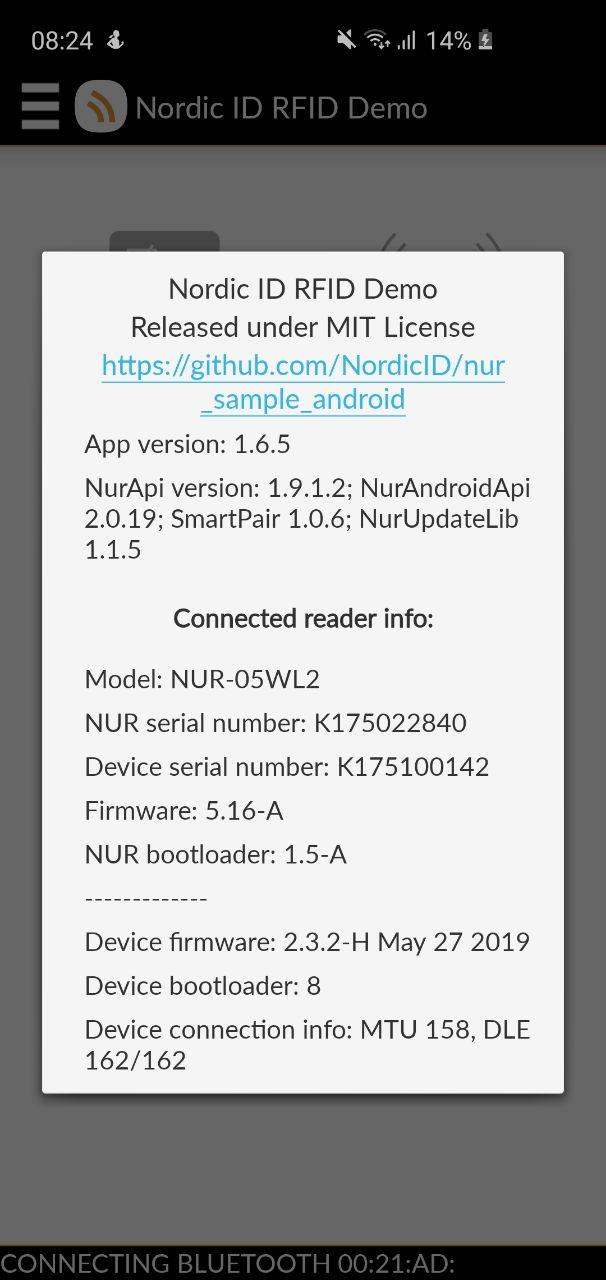 08:24
14%
Nordic ID RFID Demo
Nordic ID RFID Demo
Released under MIT License
https://github.com/NordicID/nur
_sample_android
App version: 1.6.5
NurApi version: 1.9.1.2; NurAndroidApi
2.0.19; SmartPair 1.0.6; NurUpdateLib
1.1.5
Connected reader info:
Model: NUR-05WL2
NUR serial number: K175022840
Device serial number: K175100142
Firmware: 5.16-A
NUR bootloader: 1.5-A
-------------
Device firmware: 2.3.2-H May 27 2019
Device bootloader: 8
Device connection info: MTU 158, DLE
162/162
CONNECTING BLUETOOTH 00:21:AD: